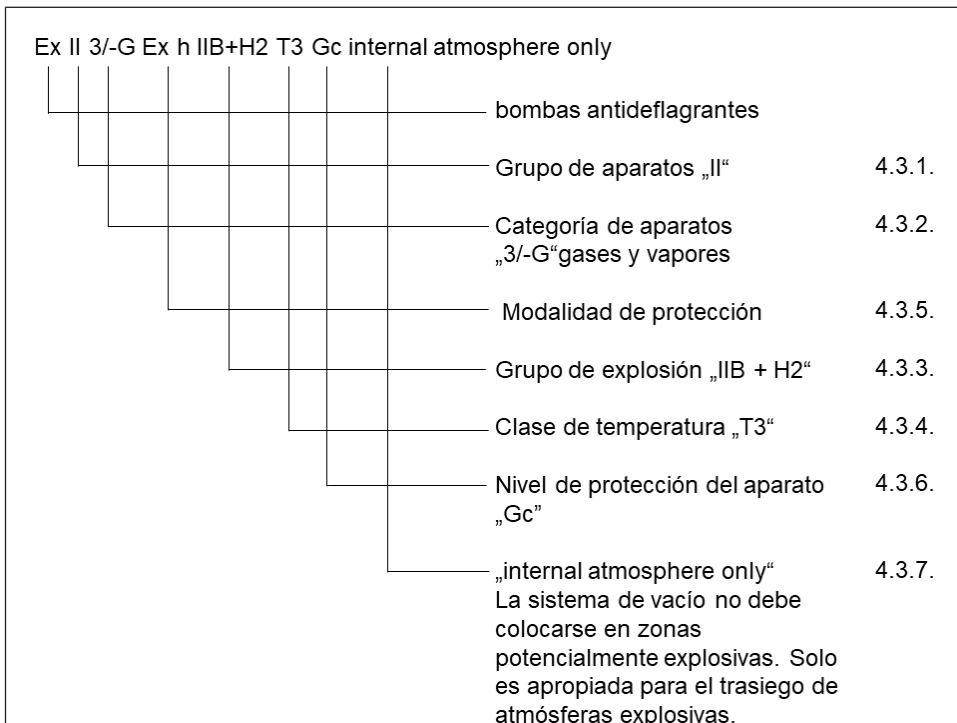 Ex II 3/-G Ex h IIB+H2 T3 Gc internal atmosphere only
bombas antideflagrantes
Grupo de aparatos „II“ 4.3.1.
Categoría de aparatos 4.3.2.
„3/-G“gases y vapores
Modalidad de protección 4.3.5.
Grupo de explosión „IIB + H2“ 4.3.3.
Clase de temperatura „T3“ 4.3.4.
Nivel de protección del aparato 4.3.6.
„Gc”
„internal atmosphere only“ 4.3.7.
La sistema de vacío no debe
colocarse en zonas
potencialmente explosivas. Solo
es apropiada para el trasiego de
atmósferas explosivas.